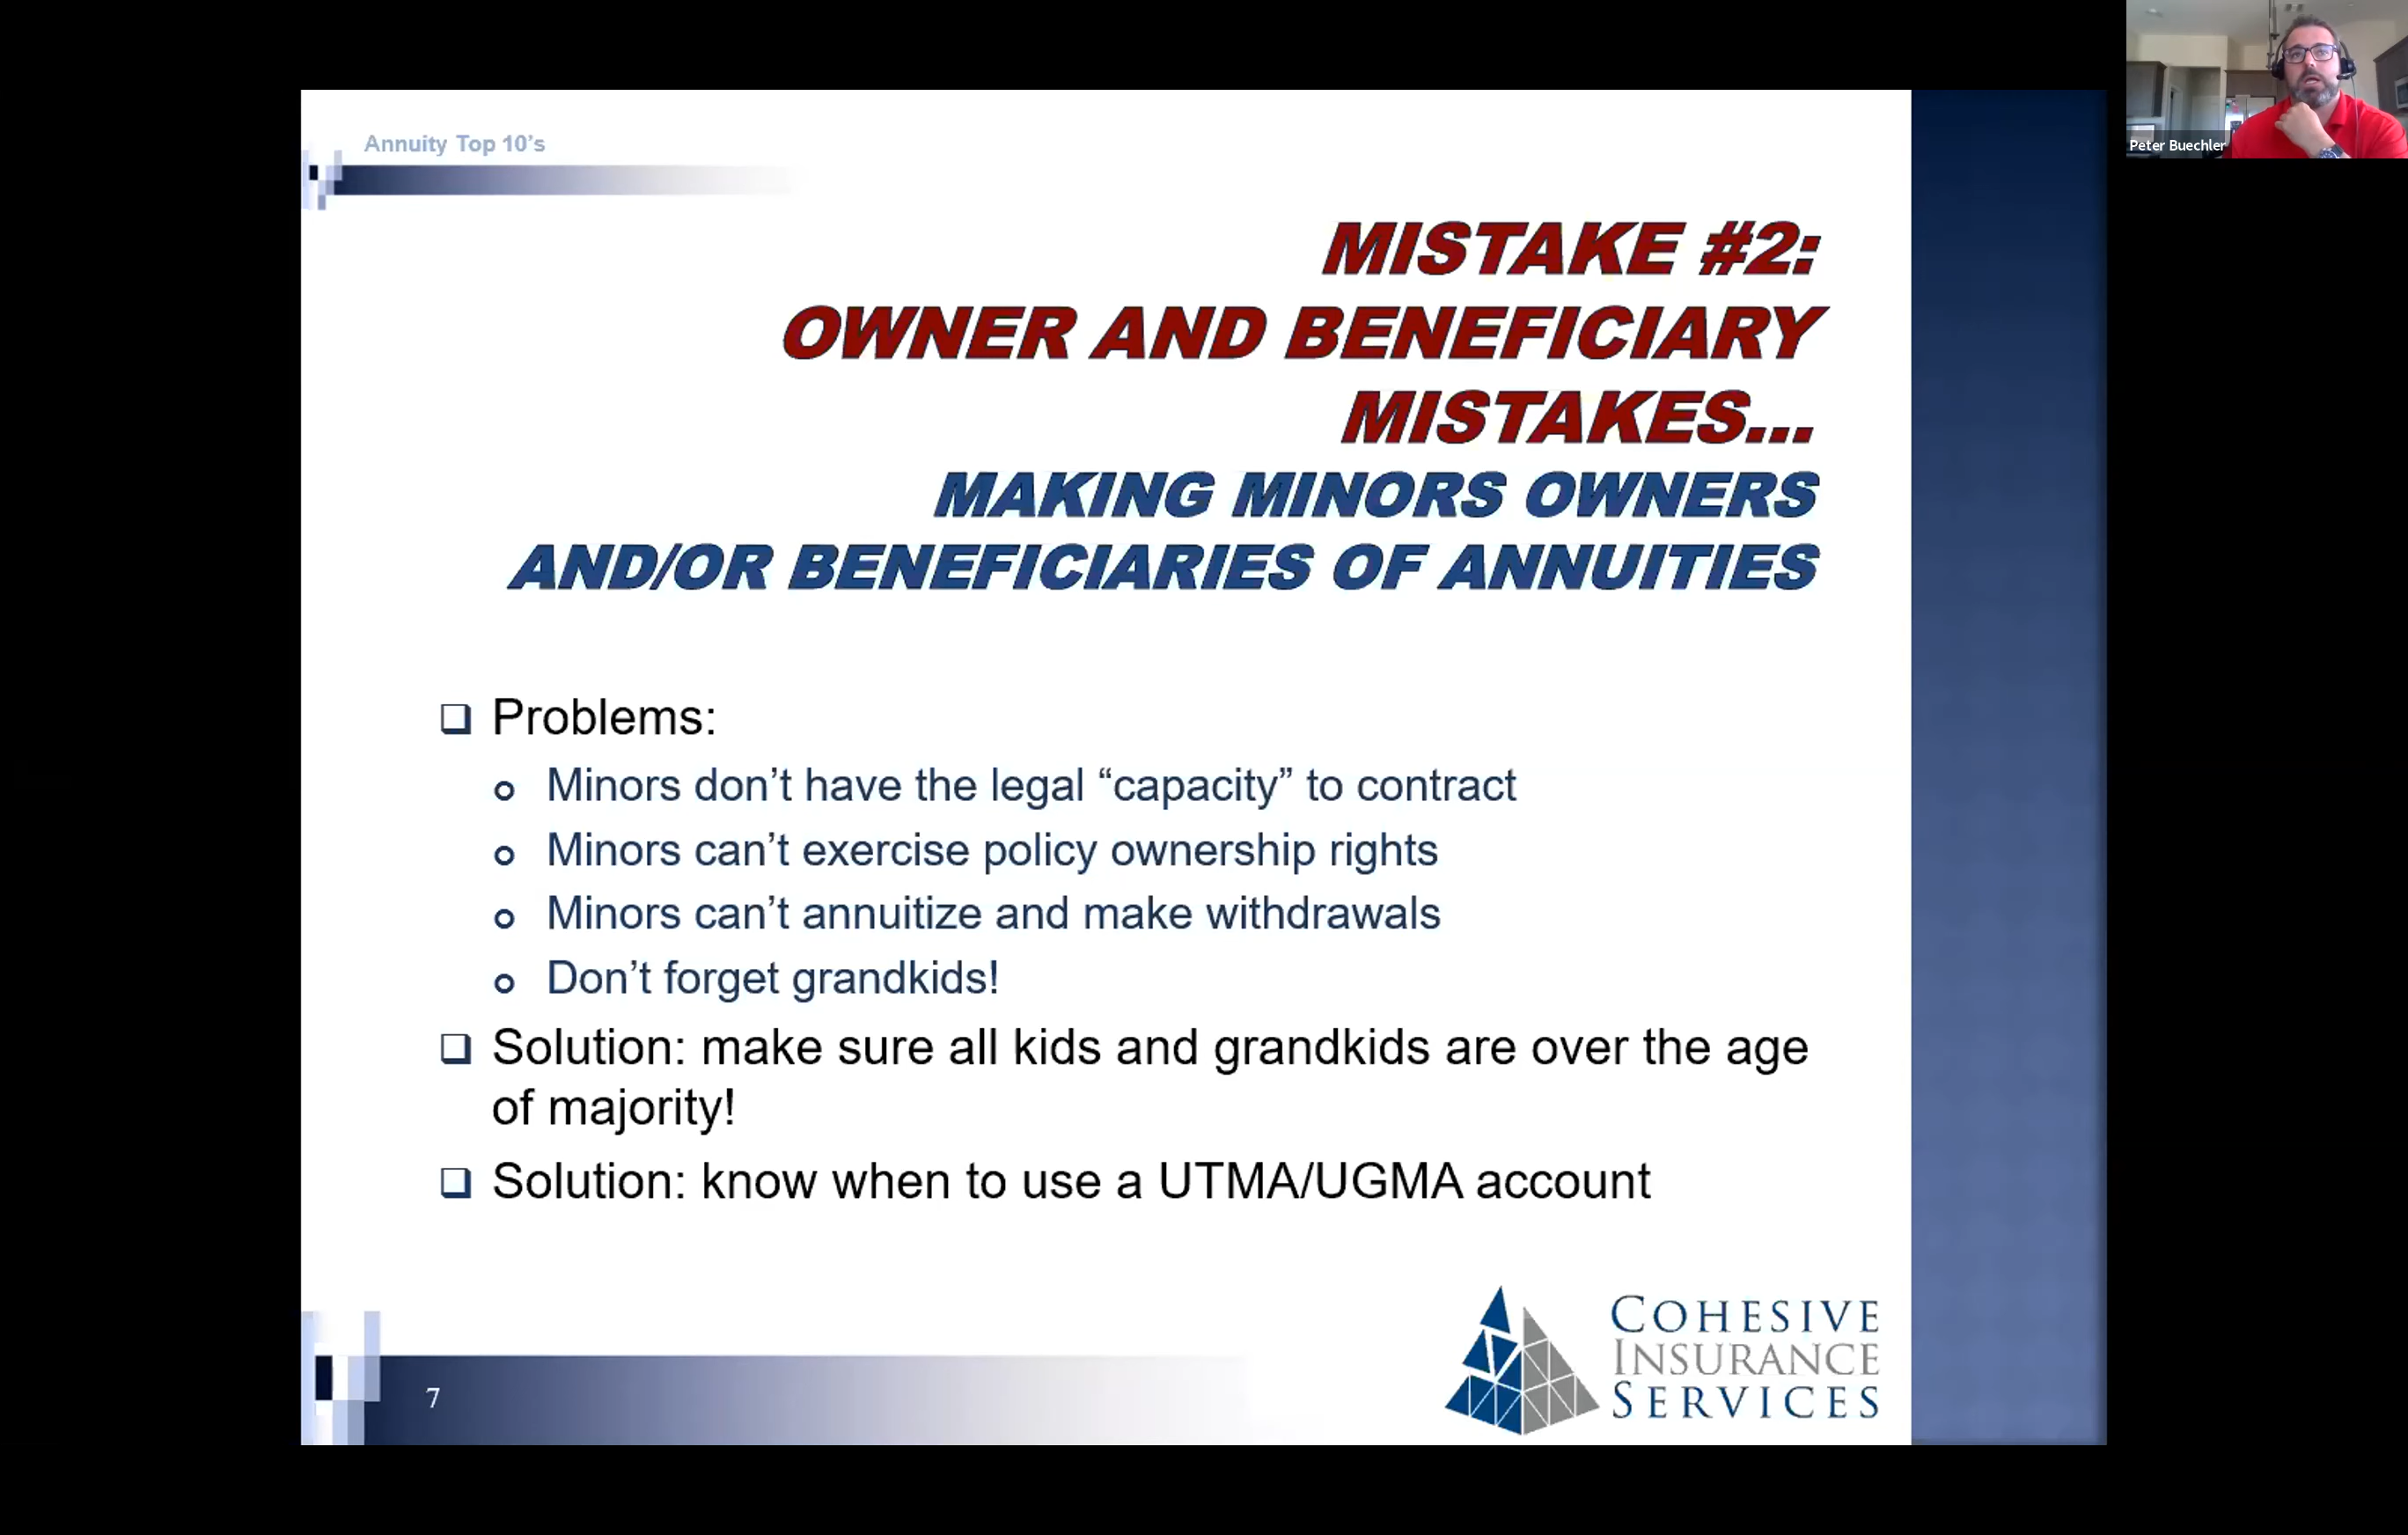 Annuity Top 10's
MISTAKE #2:
OWNER AND BENEFICIARY
MISTAKES...
MAKING MINORS OWNERS
AND/OR BENEFICIARIES OF ANNUITIES
Problems:
Minors don't have the legal “capacity” to contract
Minors can't exercise policy ownership rights
Minors can't annuitize and make withdrawals
Don't forget grandkids!
Solution: make sure all kids and grandkids are over the age
of majority!
Solution: know when to use a UTMA/UGMA account
7
COHESIVE
INSURANCE
SERVICES
Peter Buechler